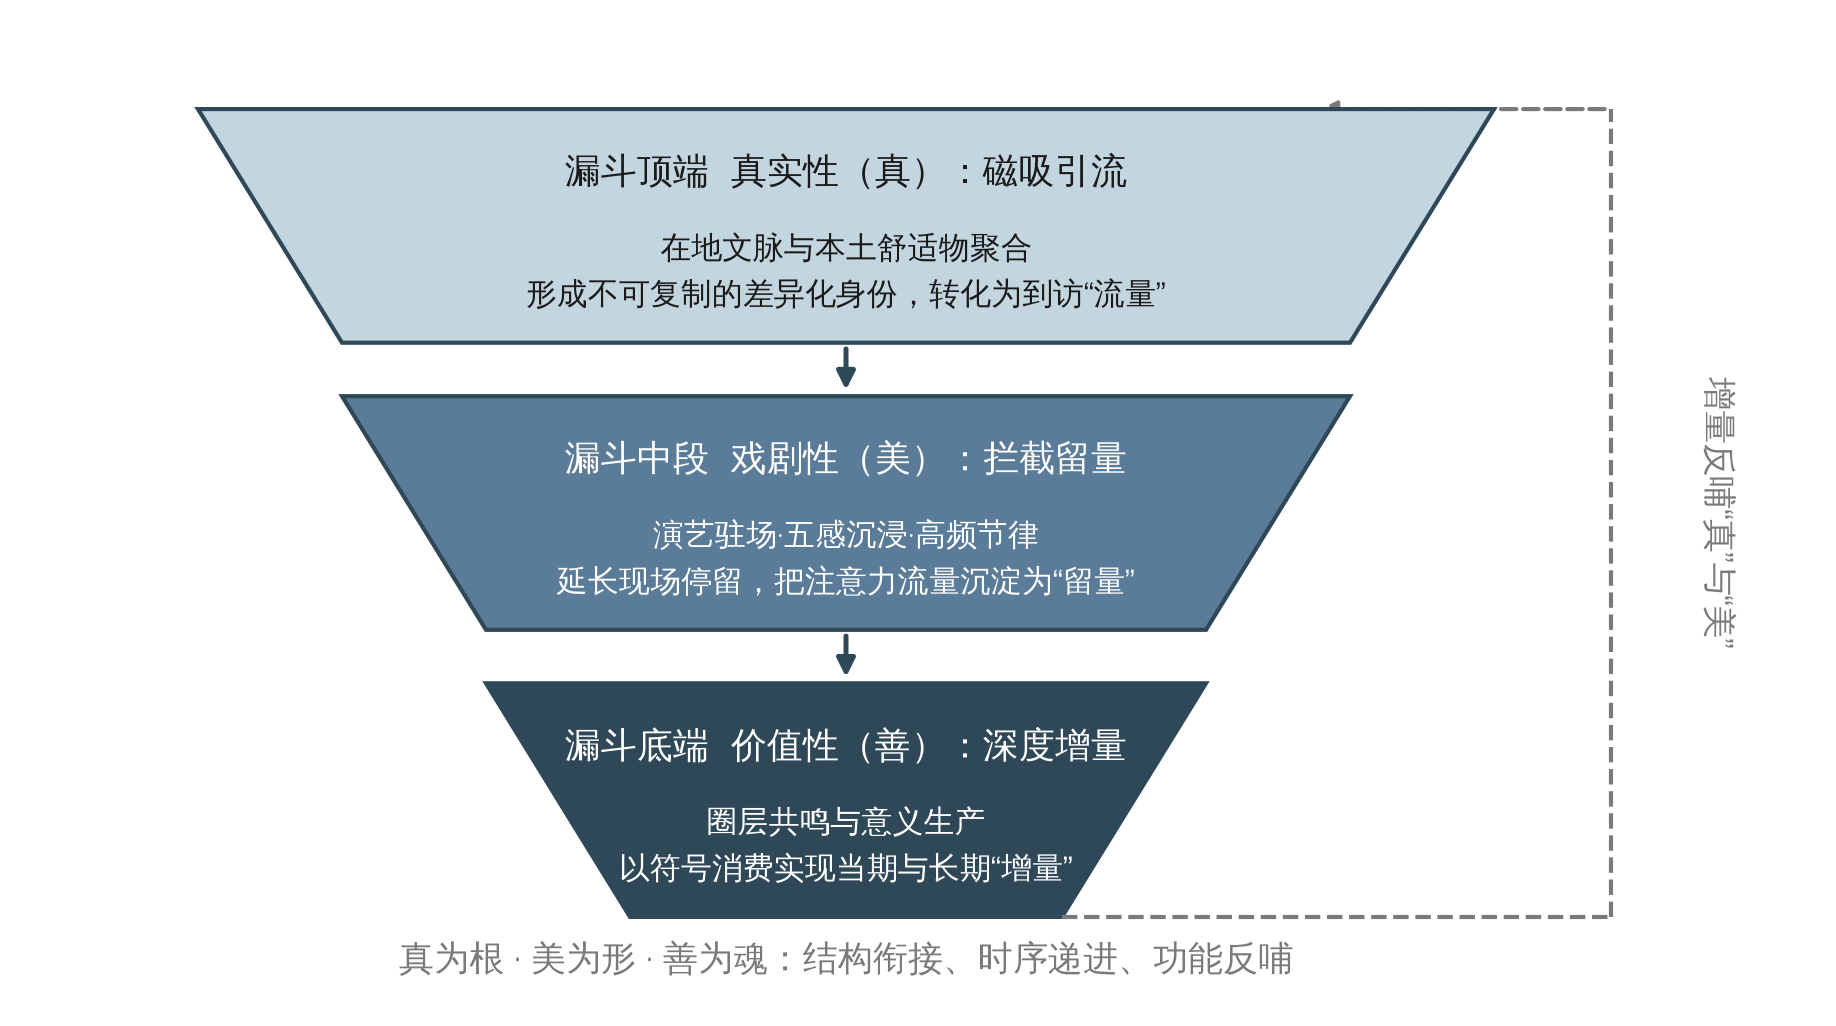 漏斗顶端 真实性（真）：磁吸引流
在地文脉与本土舒适物聚合
形成不可复制的差异化身份，转化为到访“流量”
漏斗中段 戏剧性（美）：拦截留量
演艺驻场·五感沉浸·高频节律
延长现场停留，把注意力流量沉淀为“留量”
漏斗底端 价值性（善）：深度增量
圈层共鸣与意义生产
以符号消费实现当期与长期“增量”
增量反哺“真”与“美”
真为根 · 美为形 · 善为魂：结构衔接、时序递进、功能反哺